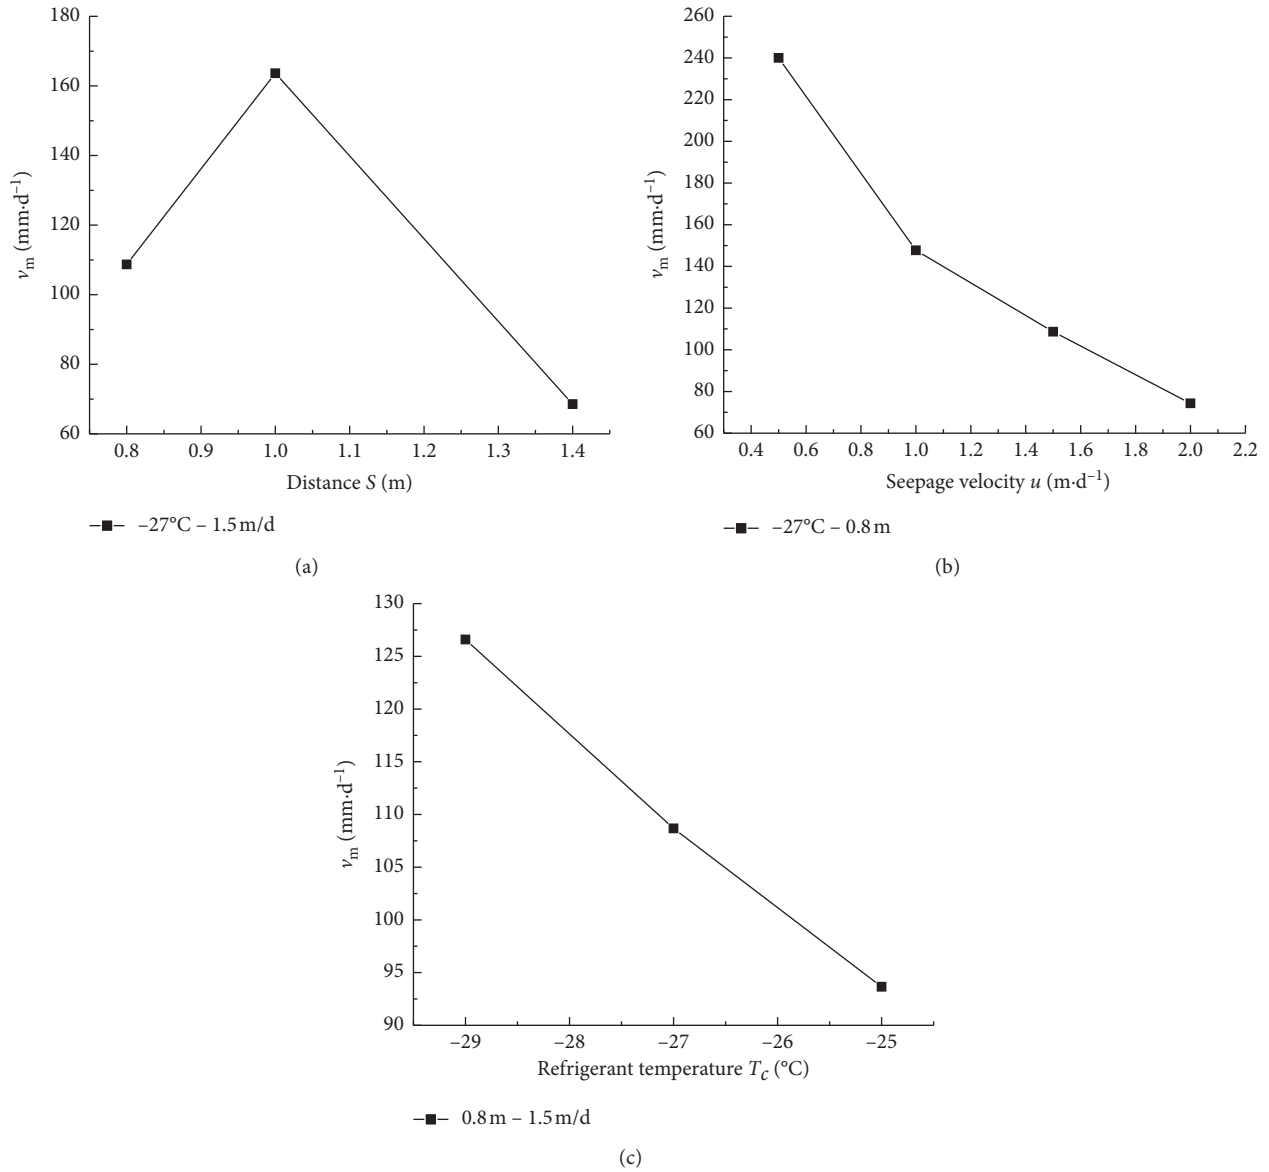 180
160
140
120
100
80
60
v_m (mm·d⁻¹)
0.8 0.9 1.0 1.1 1.2 1.3 1.4
Distance S (m)
–27°C – 1.5 m/d
(a)
260
240
220
200
180
160
140
120
100
80
60
v_m (mm·d⁻¹)
0.4 0.6 0.8 1.0 1.2 1.4 1.6 1.8 2.0 2.2
Seepage velocity u (m·d⁻¹)
–27°C – 0.8 m
(b)
130
125
120
115
110
105
100
95
90
v_m (mm·d⁻¹)
–29 –28 –27 –26 –25
Refrigerant temperature T_C (°C)
0.8 m – 1.5 m/d
(c)